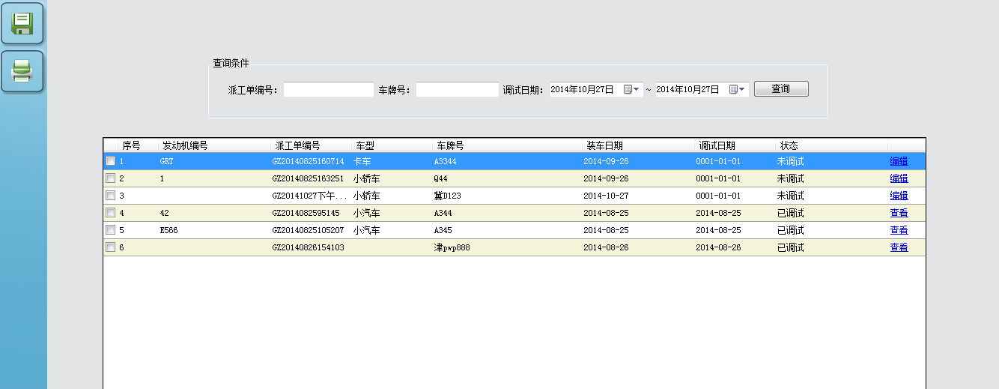 查询条件
派工单编号： 车牌号： 调试日期： 2014年10月27日 ~ 2014年10月27日 查询
序号 发动机编号 派工单编号 车型 车牌号 装车日期 调试日期 状态
1 GRT GZ20140825160714 卡车 A3344 2014-09-26 0001-01-01 未调试 编辑
2 1 GZ20140825163251 小轿车 Q44 2014-09-26 0001-01-01 未调试 编辑
3 GZ20141027下午... 小轿车 冀D123 2014-10-27 0001-01-01 未调试 编辑
4 42 GZ2014082595145 小汽车 A344 2014-08-25 2014-08-25 已调试 查看
5 E566 GZ20140825105207 小汽车 A345 2014-08-25 2014-08-25 已调试 查看
6 GZ20140826154103 津pwp888 2014-08-26 2014-08-26 已调试 查看